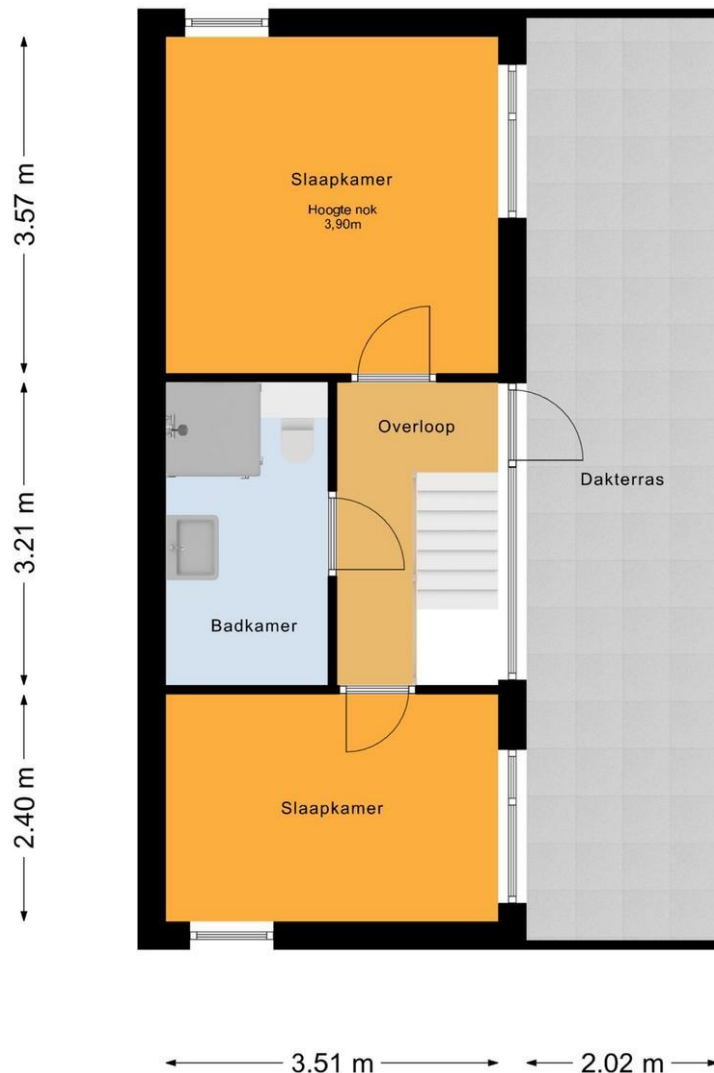 3.57 m
Slaapkamer
Hoogte nok
3,90m
Overloop
3.21 m
Dakterras
Badkamer
2.40 m
Slaapkamer
3.51 m
2.02 m